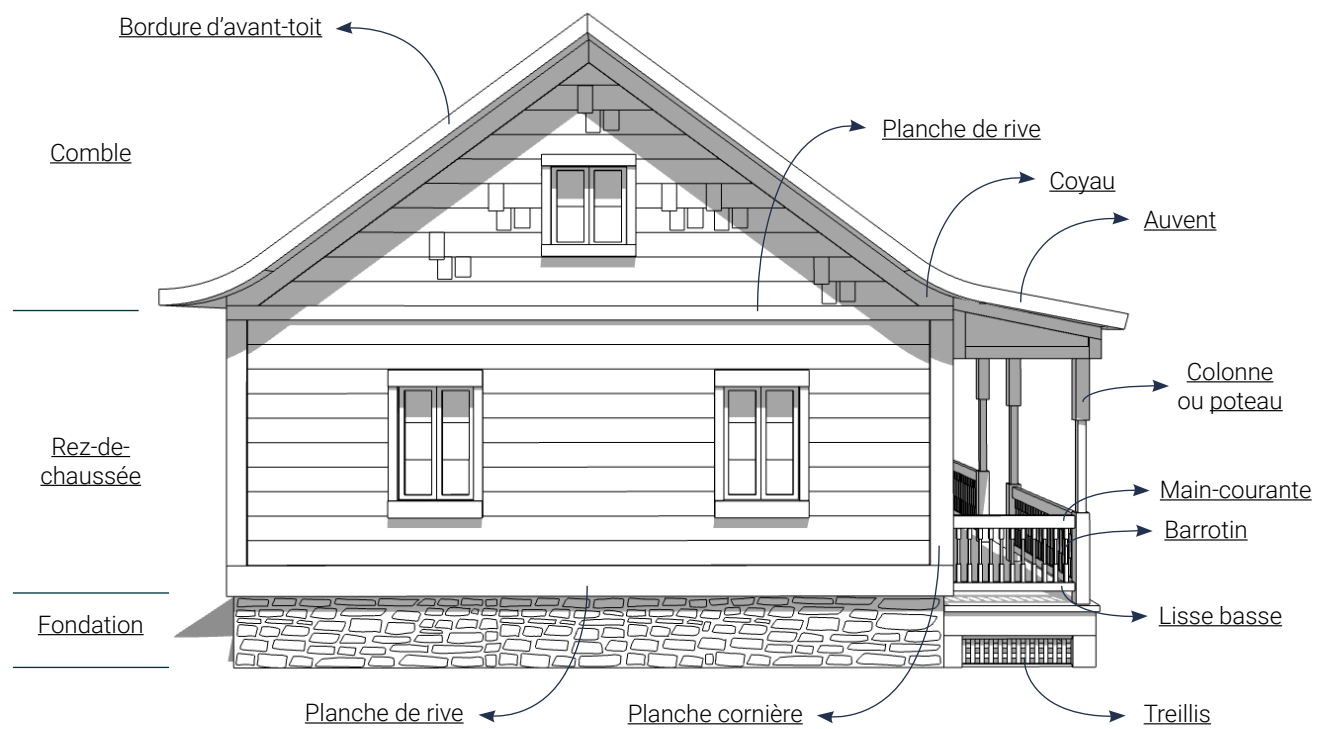 Bordure d'avant-toit
Comble
Planche de rive
Coyau
Auvent
Colonne
ou poteau
Rez-de-
chaussée
Main-courante
Barrotin
Lisse basse
Fondation
Planche de rive
Planche cornière
Treillis